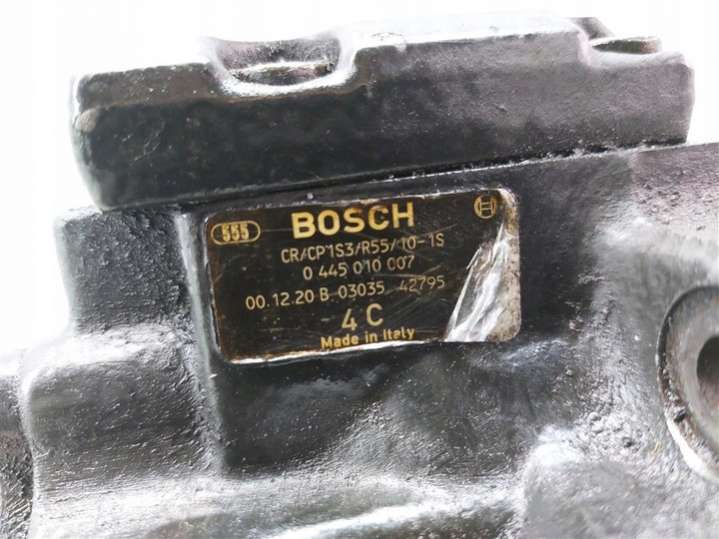 555 BOSCH
CR/CP1S3/R55/10-1S
0 445 010 007
00.12.20 B 03035 42795
4 C
Made in Italy